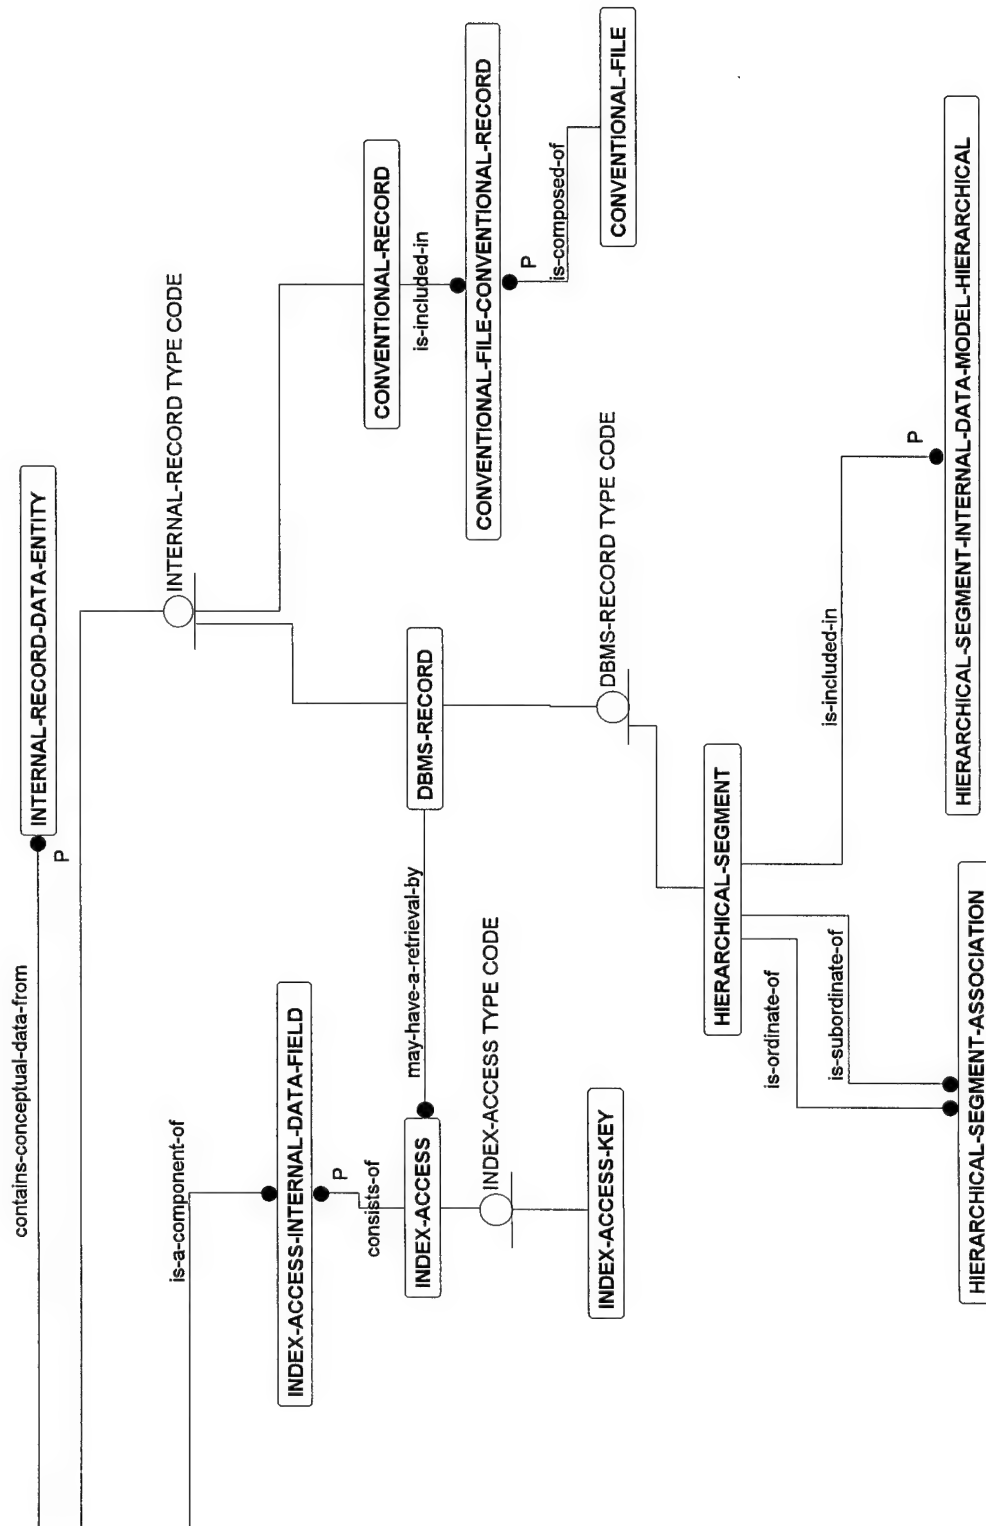 contains-conceptual-data-from
P
INTERNAL-RECORD-DATA-ENTITY
is-a-component-of
INTERNAL-RECORD TYPE CODE
INDEX-ACCESS-INTERNAL-DATA-FIELD
P
consists-of
CONVENTIONAL-RECORD
is-included-in
INDEX-ACCESS
may-have-a-retrieval-by
DBMS-RECORD
CONVENTIONAL-FILE-CONVENTIONAL-RECORD
P
is-composed-of
INDEX-ACCESS TYPE CODE
INDEX-ACCESS-KEY
DBMS-RECORD TYPE CODE
CONVENTIONAL-FILE
HIERARCHICAL-SEGMENT
is-ordinate-of
is-subordinate-of
is-included-in
P
HIERARCHICAL-SEGMENT-ASSOCIATION
HIERARCHICAL-SEGMENT-INTERNAL-DATA-MODEL-HIERARCHICAL